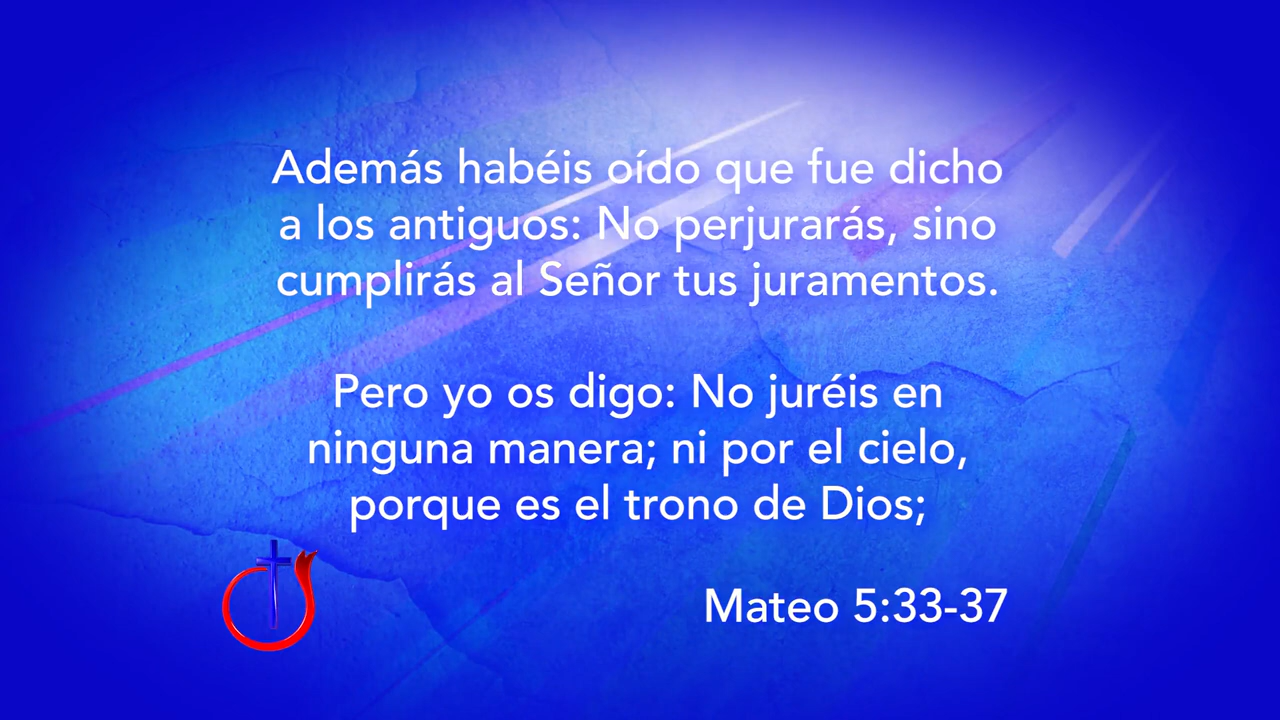 Además habéis oído que fue dicho
a los antiguos: No perjurarás, sino
cumplirás al Señor tus juramentos.
Pero yo os digo: No juréis en
ninguna manera; ni por el cielo,
porque es el trono de Dios;
Mateo 5:33-37